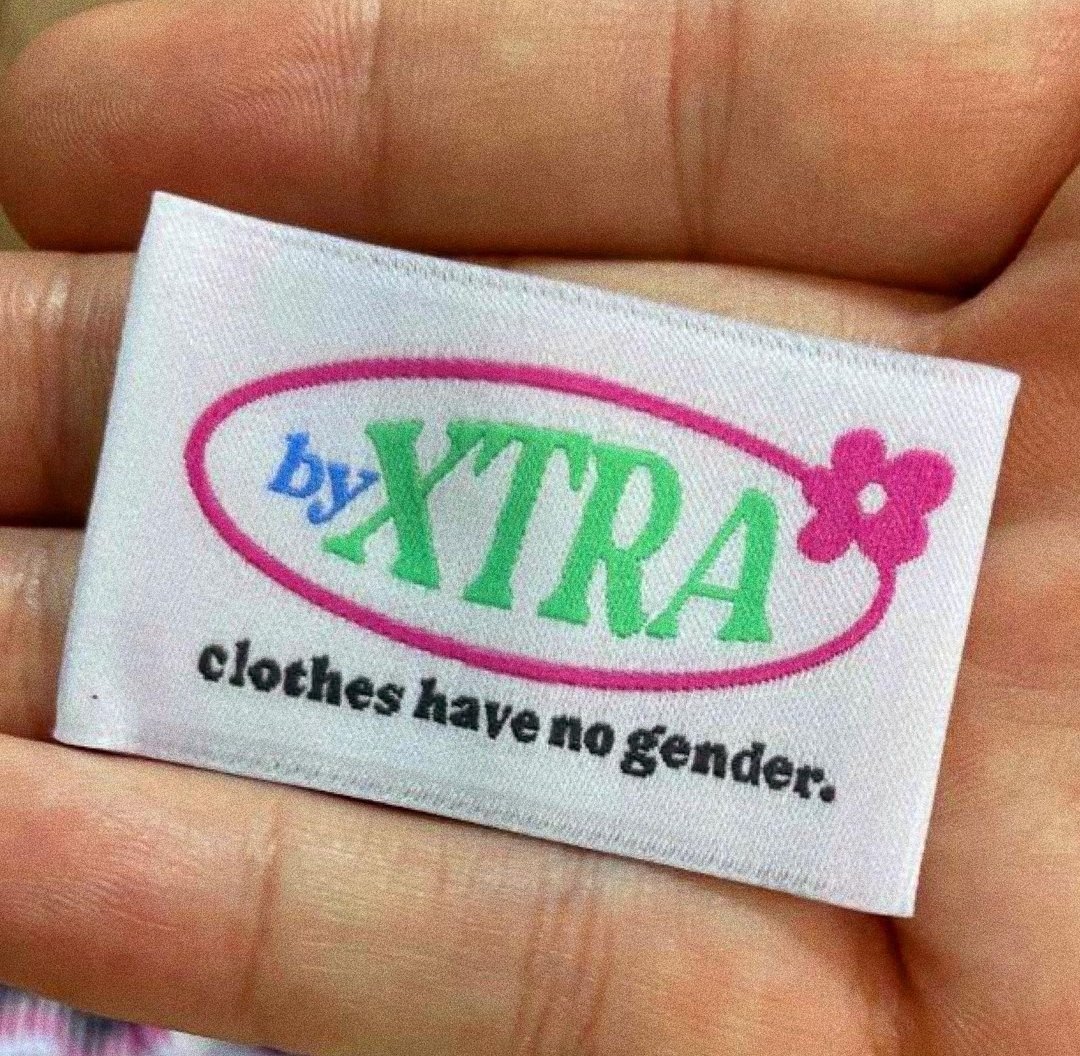 byXTRA
clothes have no gender.